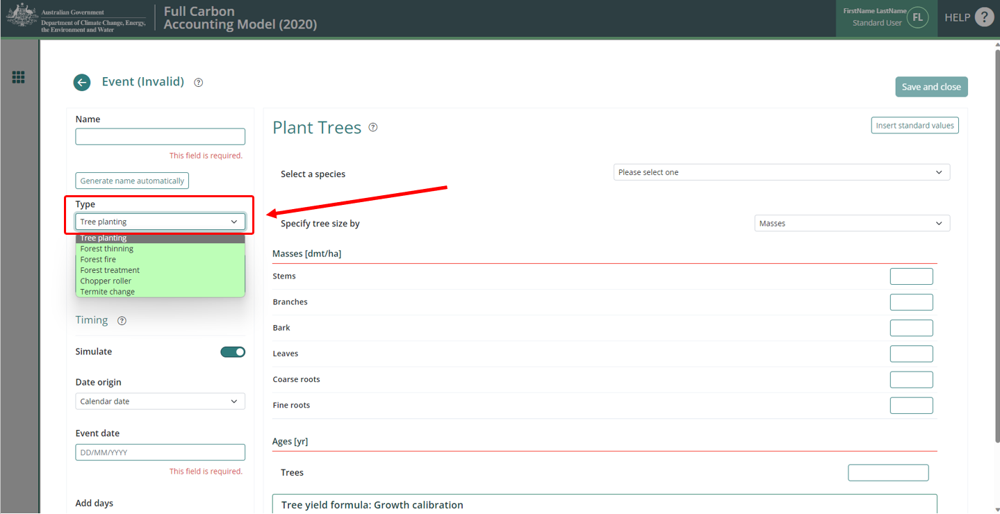 Australian Government
Department of Climate Change, Energy,
the Environment and Water
Full Carbon
Accounting Model (2020)
FirstName LastName
Standard User
FL
HELP ?
Event (Invalid) ?
Save and close
Name
This field is required.
Generate name automatically
Type
Tree planting
Tree planting
Forest thinning
Forest fire
Forest treatment
Chopper roller
Termite change
Timing ?
Simulate
Date origin
Calendar date
Event date
DD/MM/YYYY
This field is required.
Add days
Plant Trees ?
Insert standard values
Select a species
Please select one
Specify tree size by
Masses
Masses [dmt/ha]
Stems
Branches
Bark
Leaves
Coarse roots
Fine roots
Ages [yr]
Trees
Tree yield formula: Growth calibration